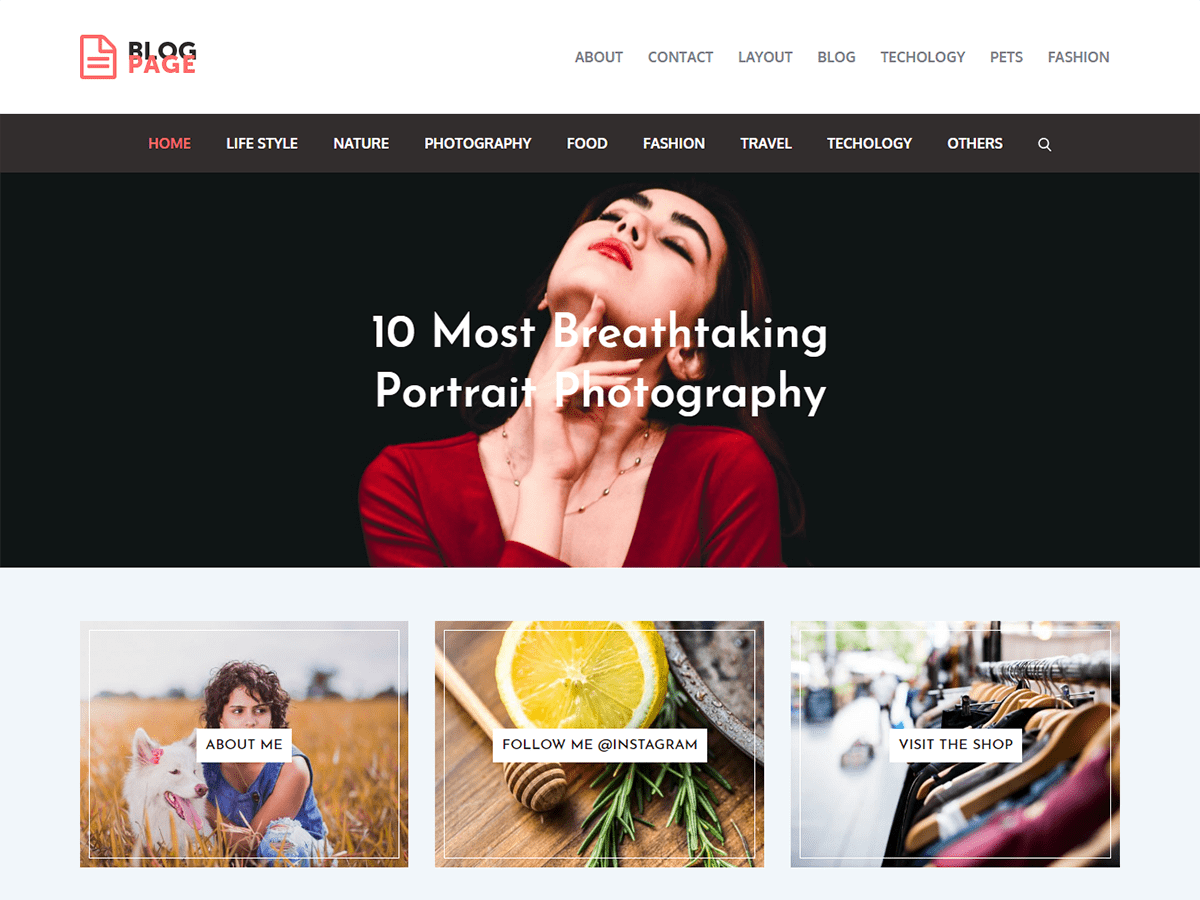 BLOG
PAGE
ABOUT CONTACT LAYOUT BLOG TECHOLOGY PETS FASHION
HOME LIFE STYLE NATURE PHOTOGRAPHY FOOD FASHION TRAVEL TECHOLOGY OTHERS
10 Most Breathtaking
Portrait Photography
ABOUT ME FOLLOW ME @INSTAGRAM VISIT THE SHOP